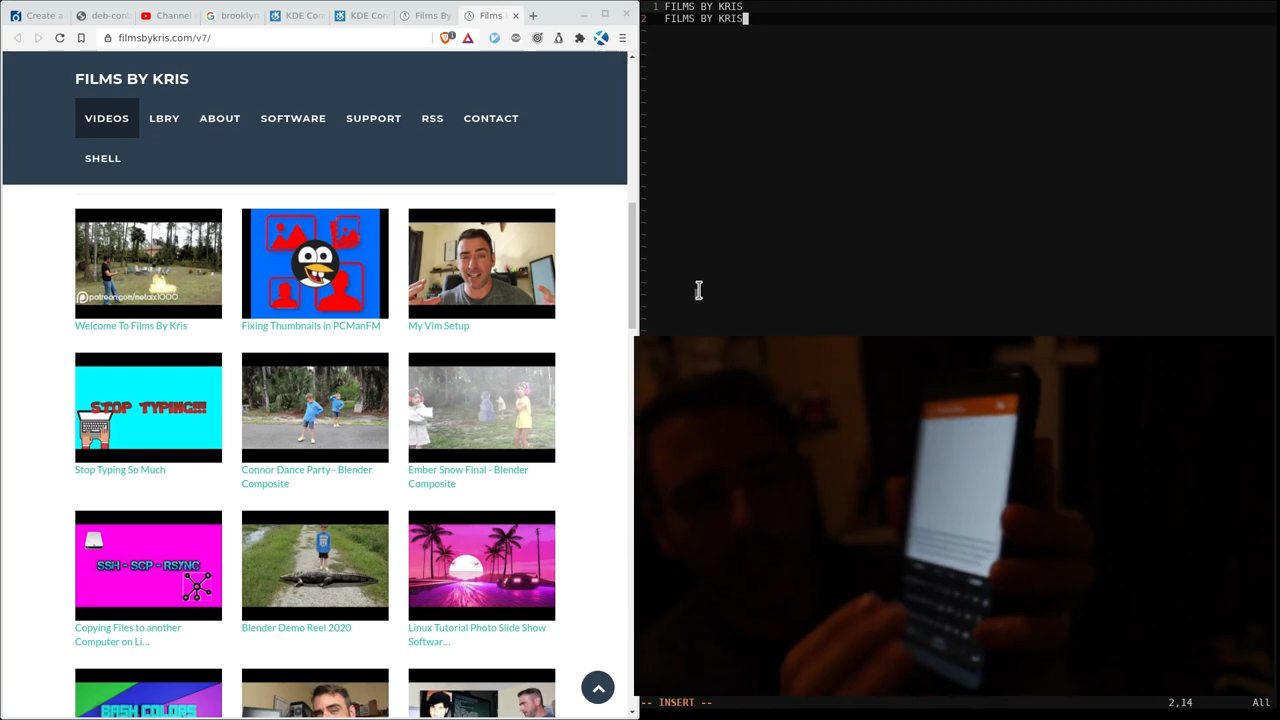 Create a
deb-cont
Channel
brooklyn
KDE Con
KDE Con
Films By
Films
filmsbykris.com/v7/
1
FILMS BY KRIS
VIDEOS
LBRY
ABOUT
SOFTWARE
SUPPORT
RSS
CONTACT
SHELL
patreon.com/metalx1000
Welcome To Films By Kris
Fixing Thumbnails in PCManFM
My Vim Setup
STOP TYPING!!!
Stop Typing So Much
Connor Dance Party - Blender
Composite
Ember Snow Final - Blender
Composite
SSH - SCP - RSYNC
Copying Files to another
Computer on Li...
Blender Demo Reel 2020
Linux Tutorial Photo Slide Show
Softwar...
BASH COLORS
1 FILMS BY KRIS
2 FILMS BY KRIS
-- INSERT --
2,14
All